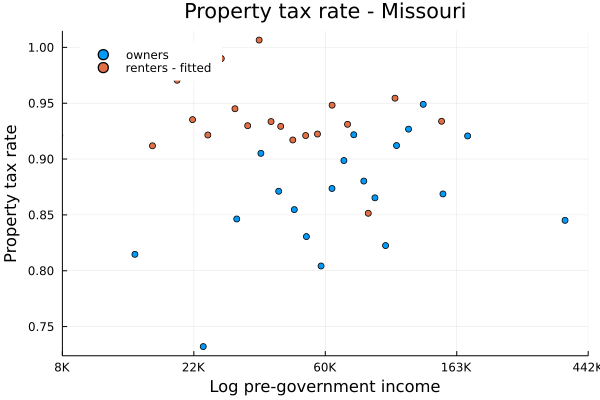 Property tax rate - Missouri
owners
renters - fitted
1.00
0.95
0.90
0.85
0.80
0.75
Property tax rate
8K
22K
60K
163K
442K
Log pre-government income